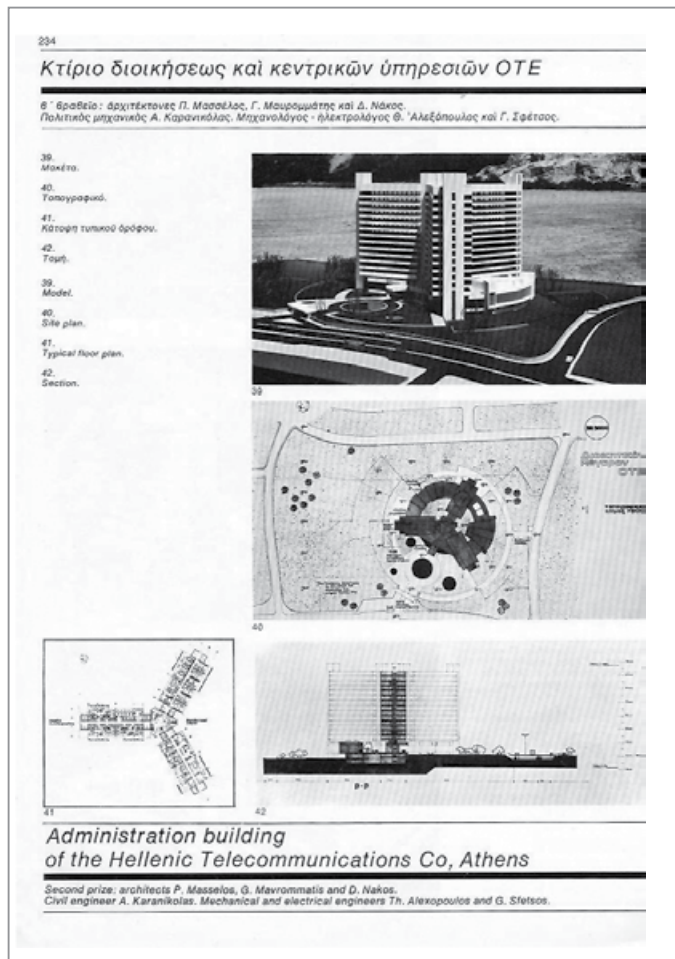 234
Κτίριο διοικήσεως καὶ κεντρικῶν ὑπηρεσιῶν ΟΤΕ
β΄ βραβεῖο: ἀρχιτέκτονες Π. Μασσέλος, Γ. Μαυρομμάτης καὶ Δ. Νάκος.
Πολιτικὸς μηχανικὸς Α. Καρανικόλας. Μηχανολόγος - ἠλεκτρολόγος Θ. Ἀλεξόπουλος καὶ Γ. Σφέτσος.
39.
Μακέτα.
40.
Τοπογραφικό.
41.
Κάτοψη τυπικοῦ ὀρόφου.
42.
Τομή.
39.
Model.
40.
Site plan.
41.
Typical floor plan.
42.
Section.
39
ΟΤΕ
40
41
42
P-P
Administration building
of the Hellenic Telecommunications Co, Athens
Second prize: architects P. Masselos, G. Mavrommatis and D. Nakos.
Civil engineer A. Karanikolas. Mechanical and electrical engineers Th. Alexopoulos and G. Sfetsos.